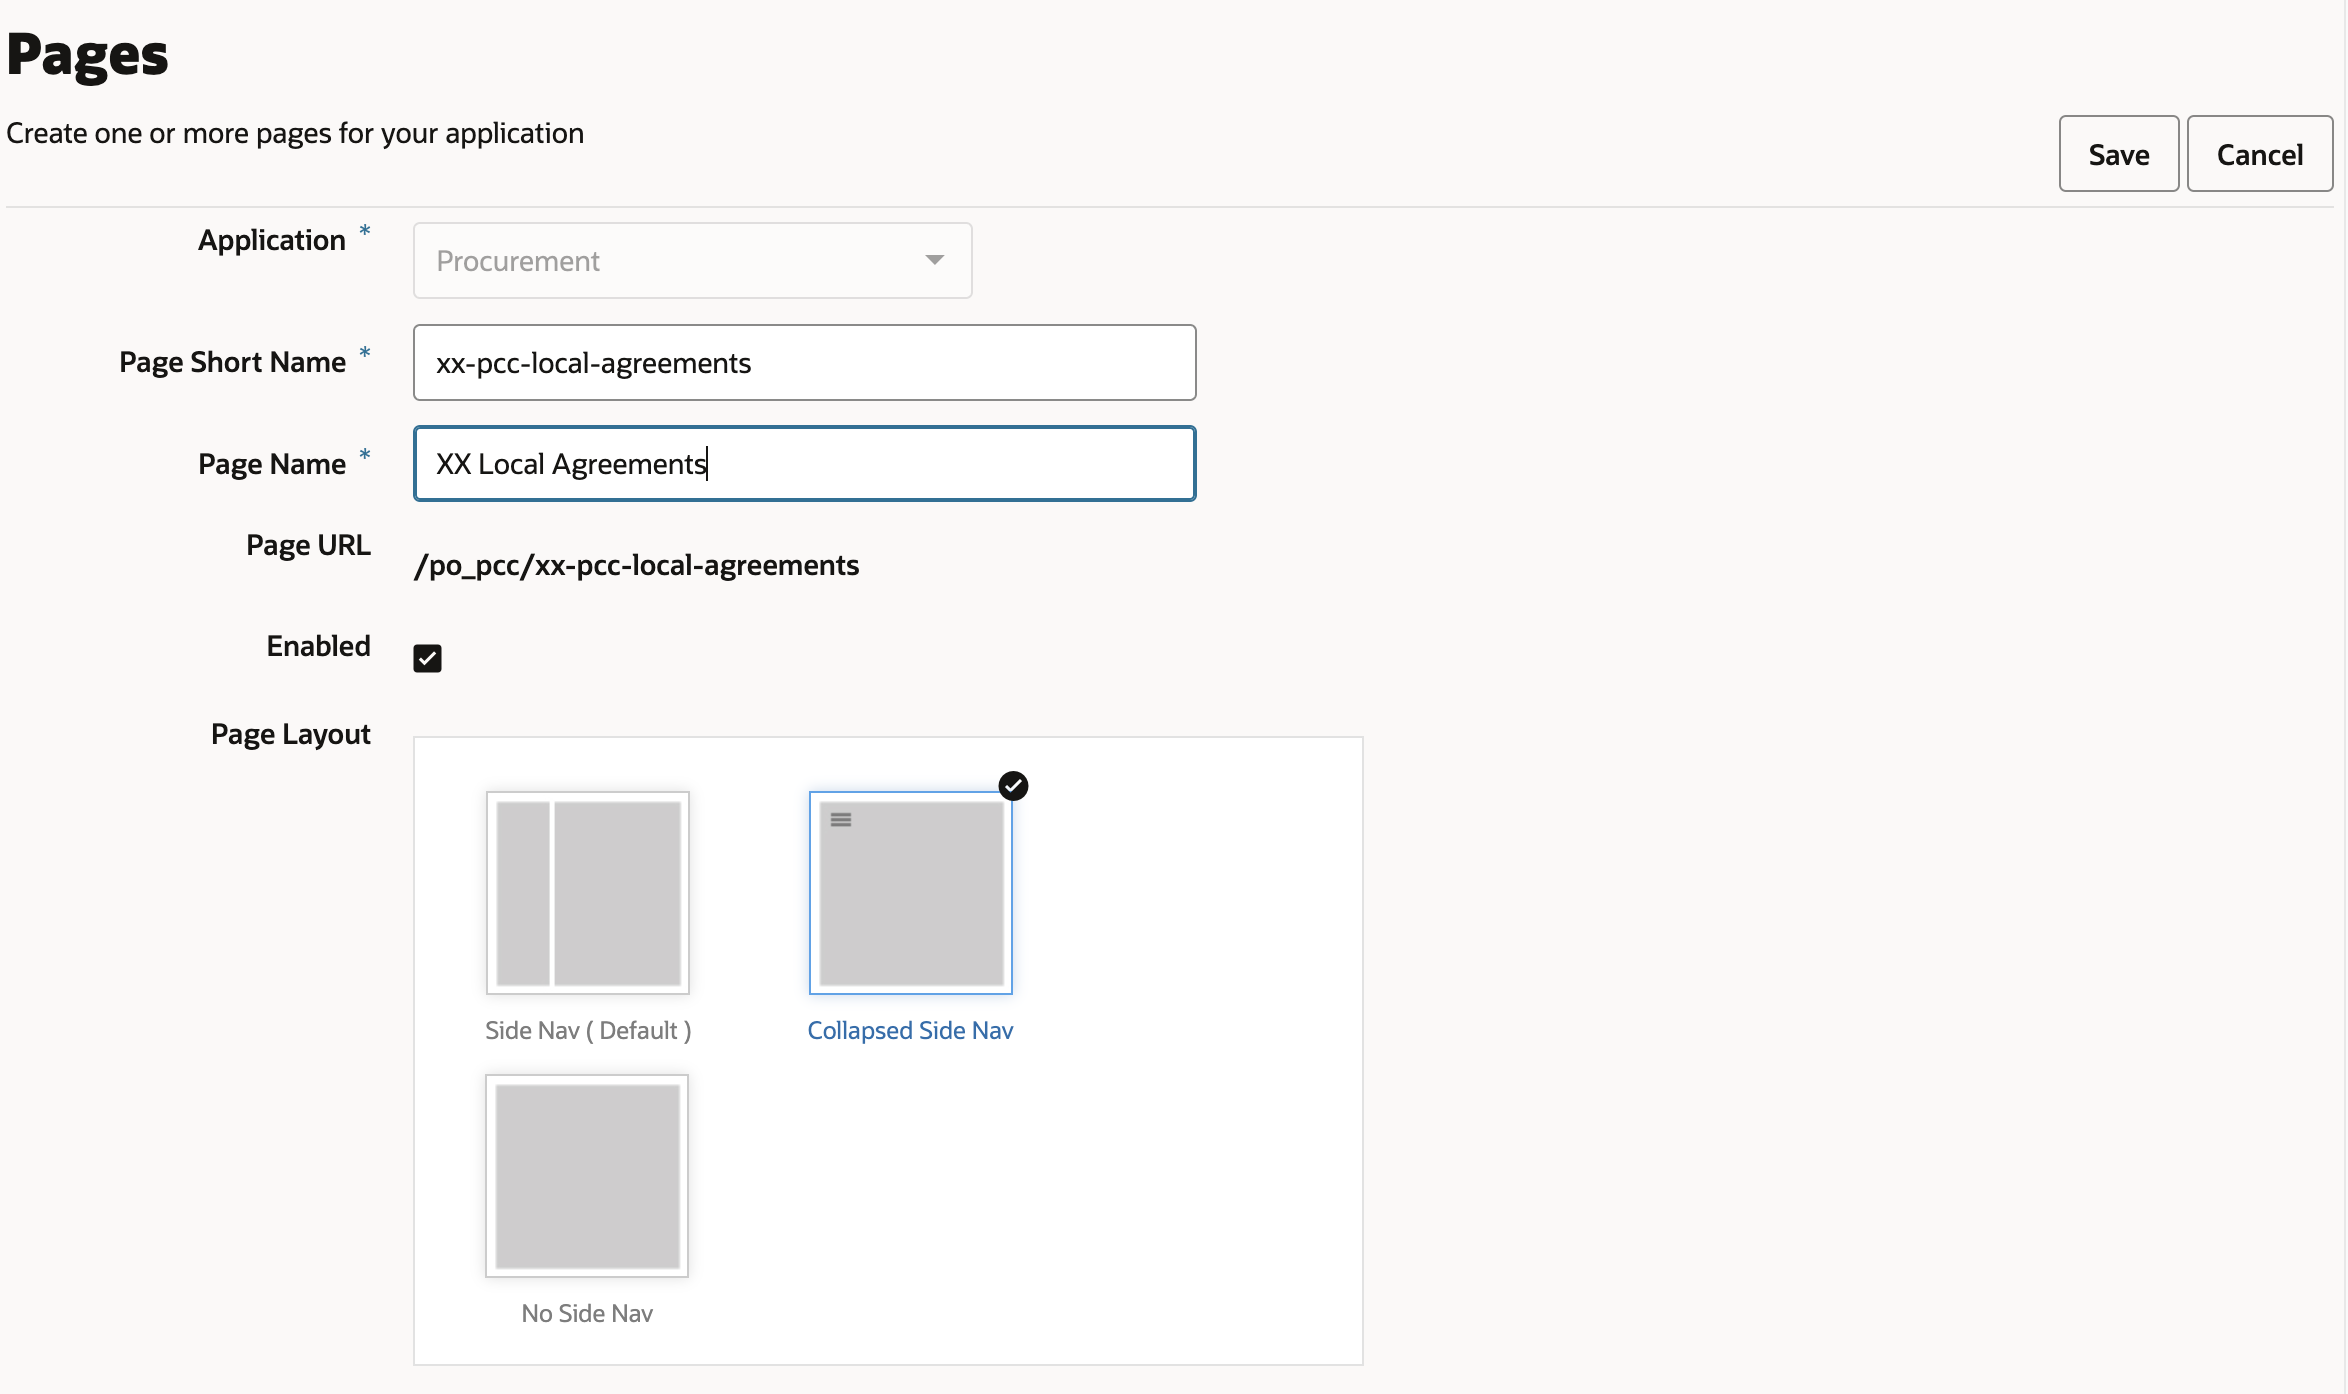 Pages
Create one or more pages for your application
Save Cancel
Application *
Procurement
Page Short Name *
xx-pcc-local-agreements
Page Name *
XX Local Agreements
Page URL
/po_pcc/xx-pcc-local-agreements
Enabled
Page Layout
Side Nav ( Default )
Collapsed Side Nav
No Side Nav